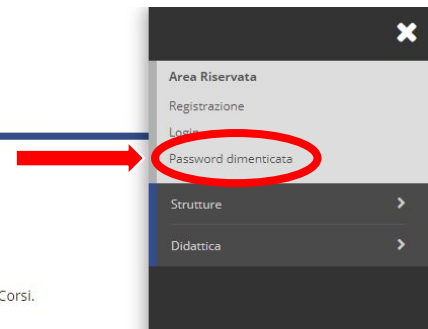 Area Riservata
Registrazione
Login
Password dimenticata
Strutture
Didattica
Corsi.